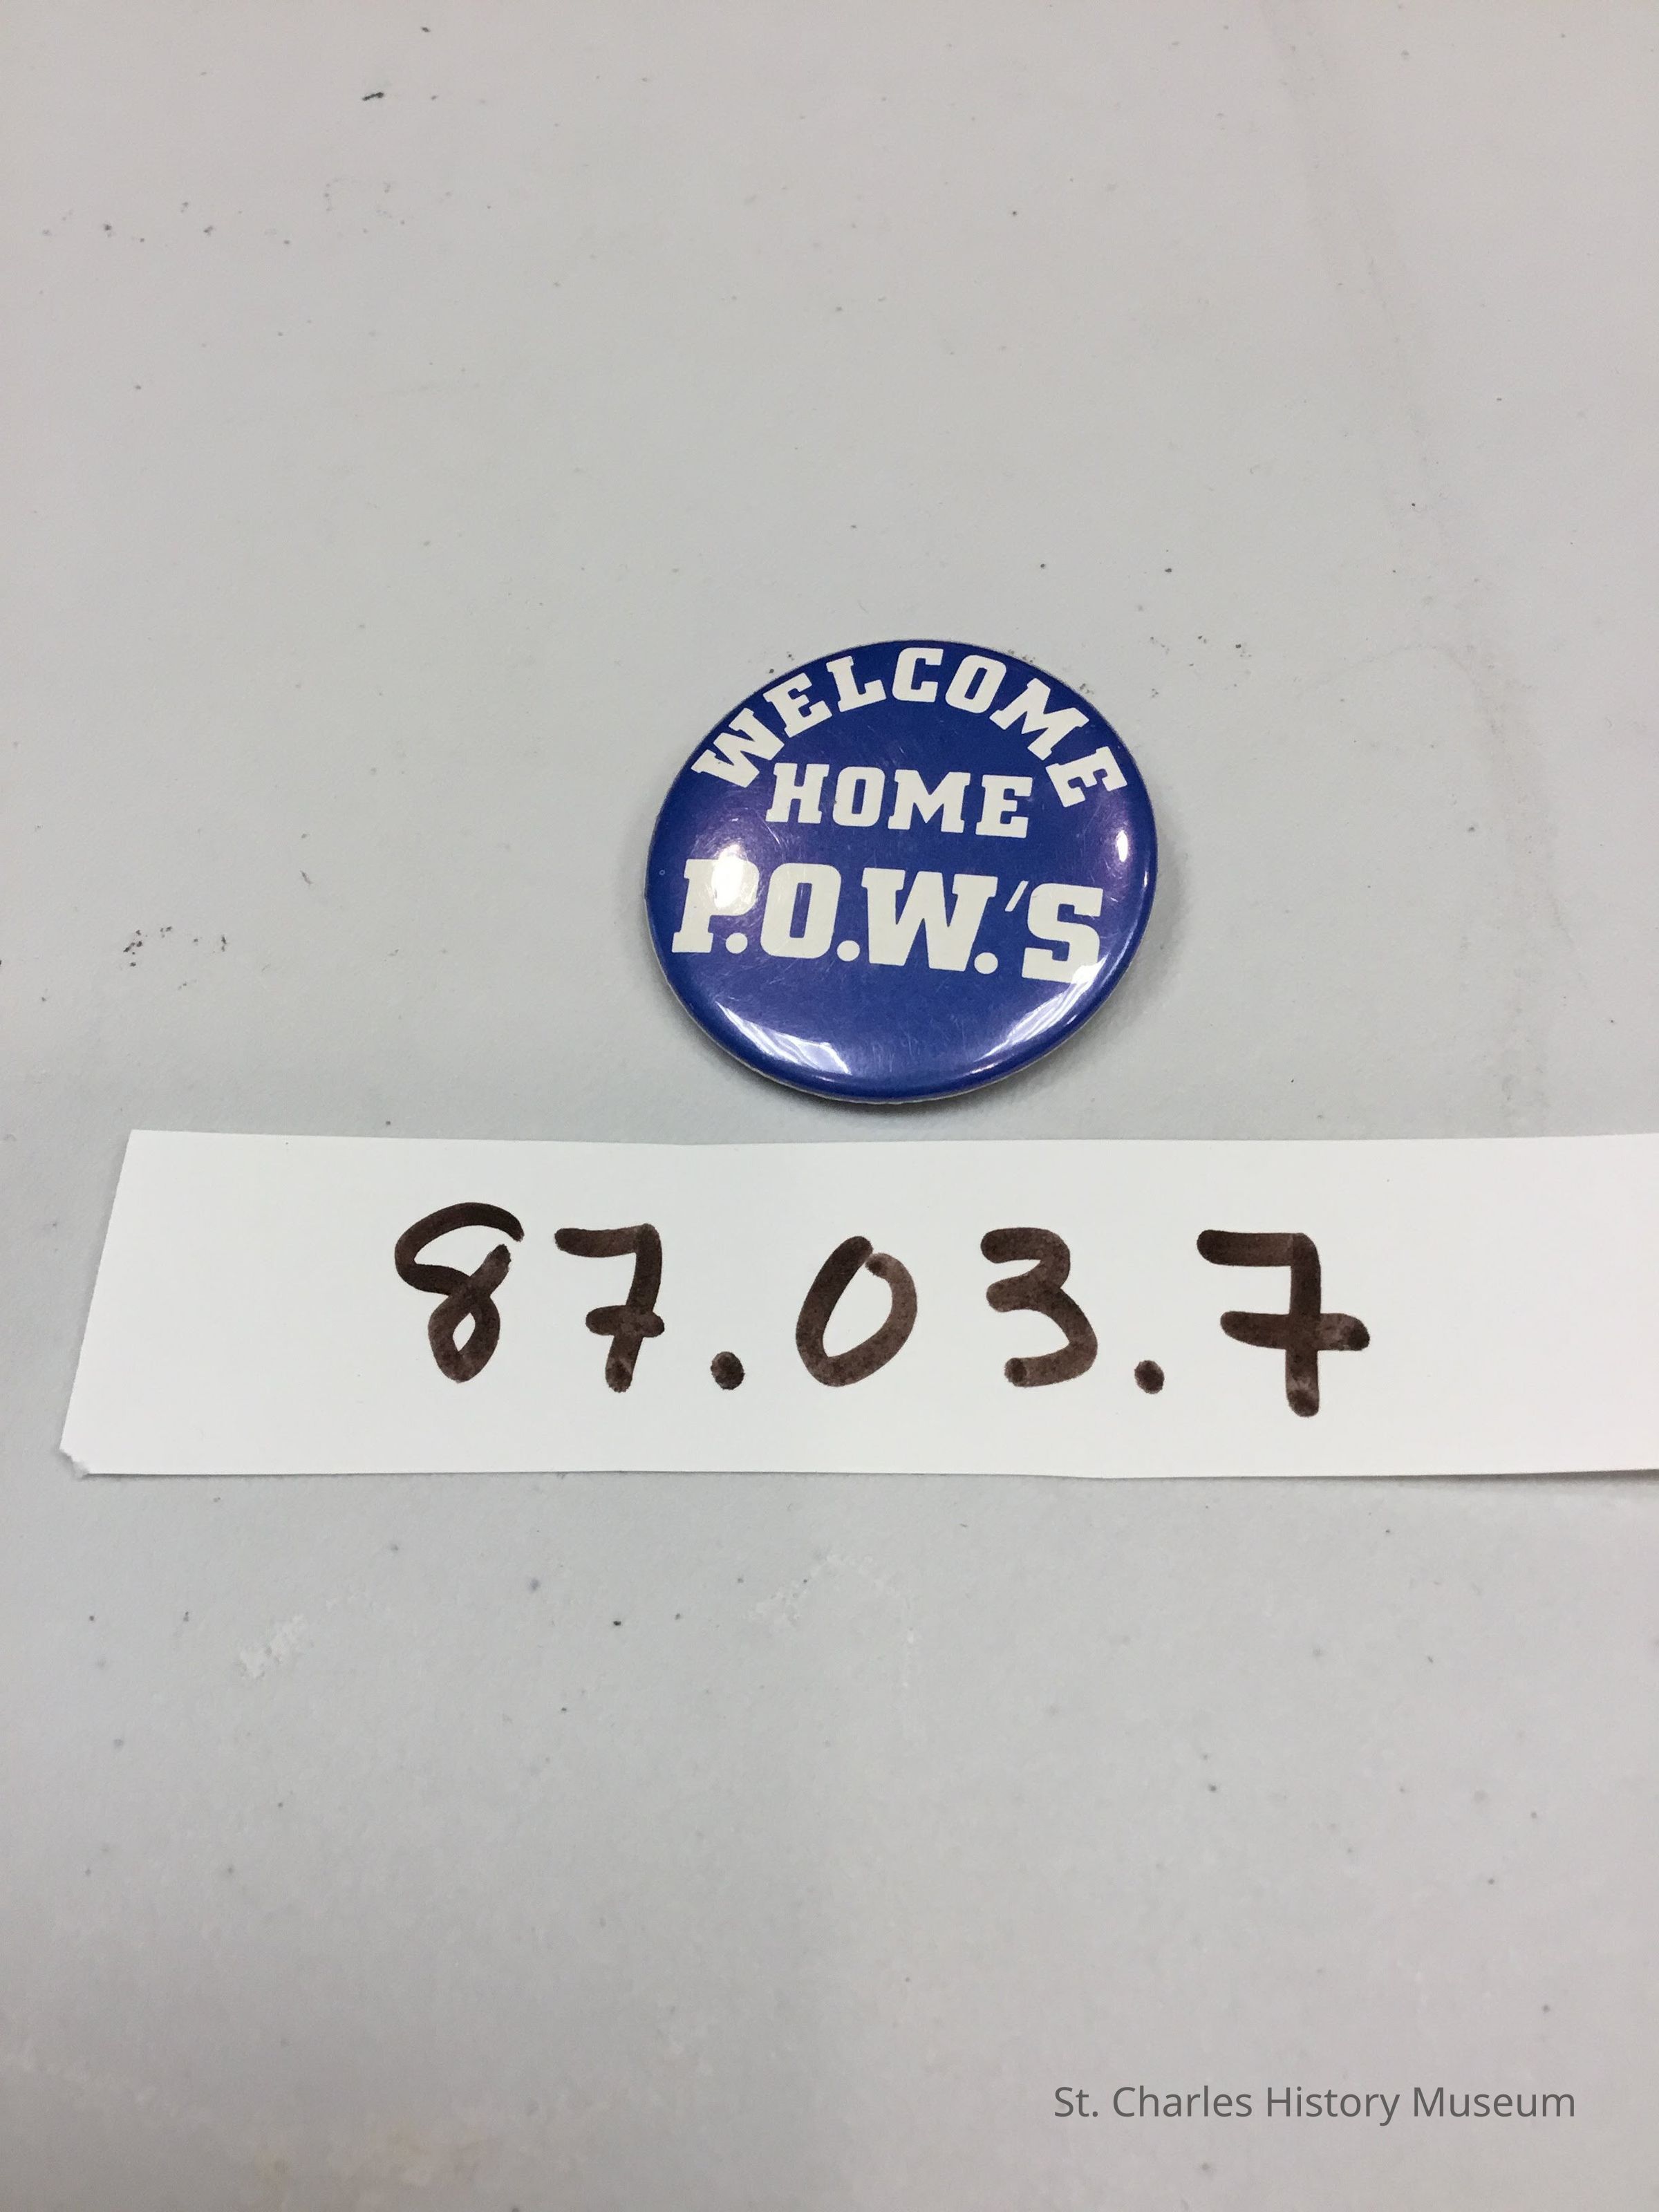 WELCOME
HOME
P.O.W.'S
87.03.7
St. Charles History Museum